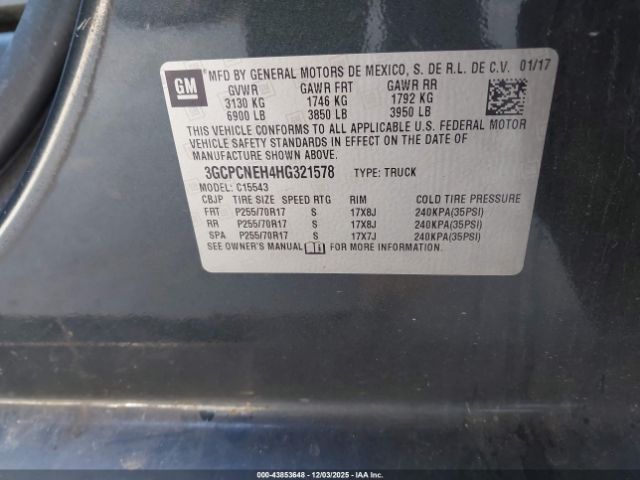 GM
MFD BY GENERAL MOTORS DE MEXICO, S. DE R.L. DE C.V. 01/17
GVWR GAWR FRT GAWR RR
3130 KG 1746 KG 1792 KG
6900 LB 3850 LB 3950 LB
THIS VEHICLE CONFORMS TO ALL APPLICABLE U.S. FEDERAL MOTOR
VEHICLE SAFETY STANDARDS IN EFFECT ON THE DATE OF
MANUFACTURE SHOWN ABOVE.
3GCPCNEH4HG321578 TYPE: TRUCK
MODEL: C15543
CBJP TIRE SIZE SPEED RTG RIM COLD TIRE PRESSURE
FRT P255/70R17 S 17X8J 240KPA(35PSI)
RR P255/70R17 S 17X8J 240KPA(35PSI)
SPA P255/70R17 S 17X7J 240KPA(35PSI)
SEE OWNER'S MANUAL FOR MORE INFORMATION.
00-43853648 - 12/03/2025 - IAA